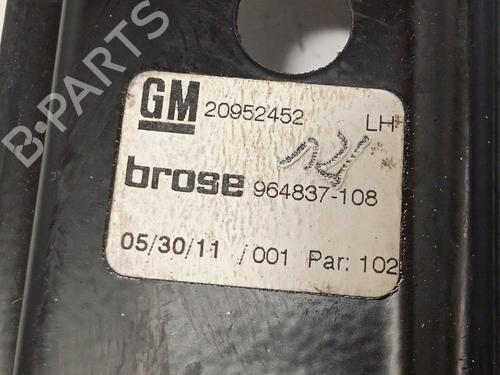 B-PARTS
GM 20952452 LH
brose 964837-108
05/30/11 /001 Par: 102